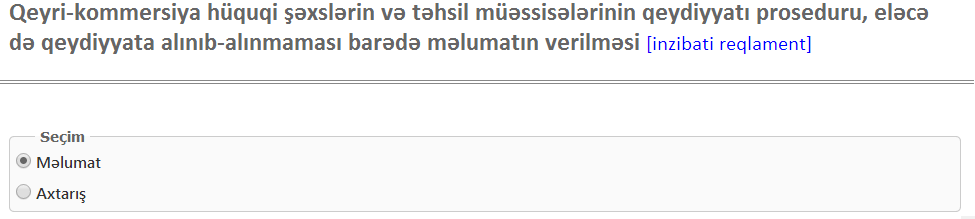 Qeyri-kommersiya hüquqi şəxslərin və təhsil müəssisələrinin qeydiyyatı proseduru, eləcə
də qeydiyyata alınıb-alınmaması barədə məlumatın verilməsi [inzibati reqlament]
Seçim
Məlumat
Axtarış